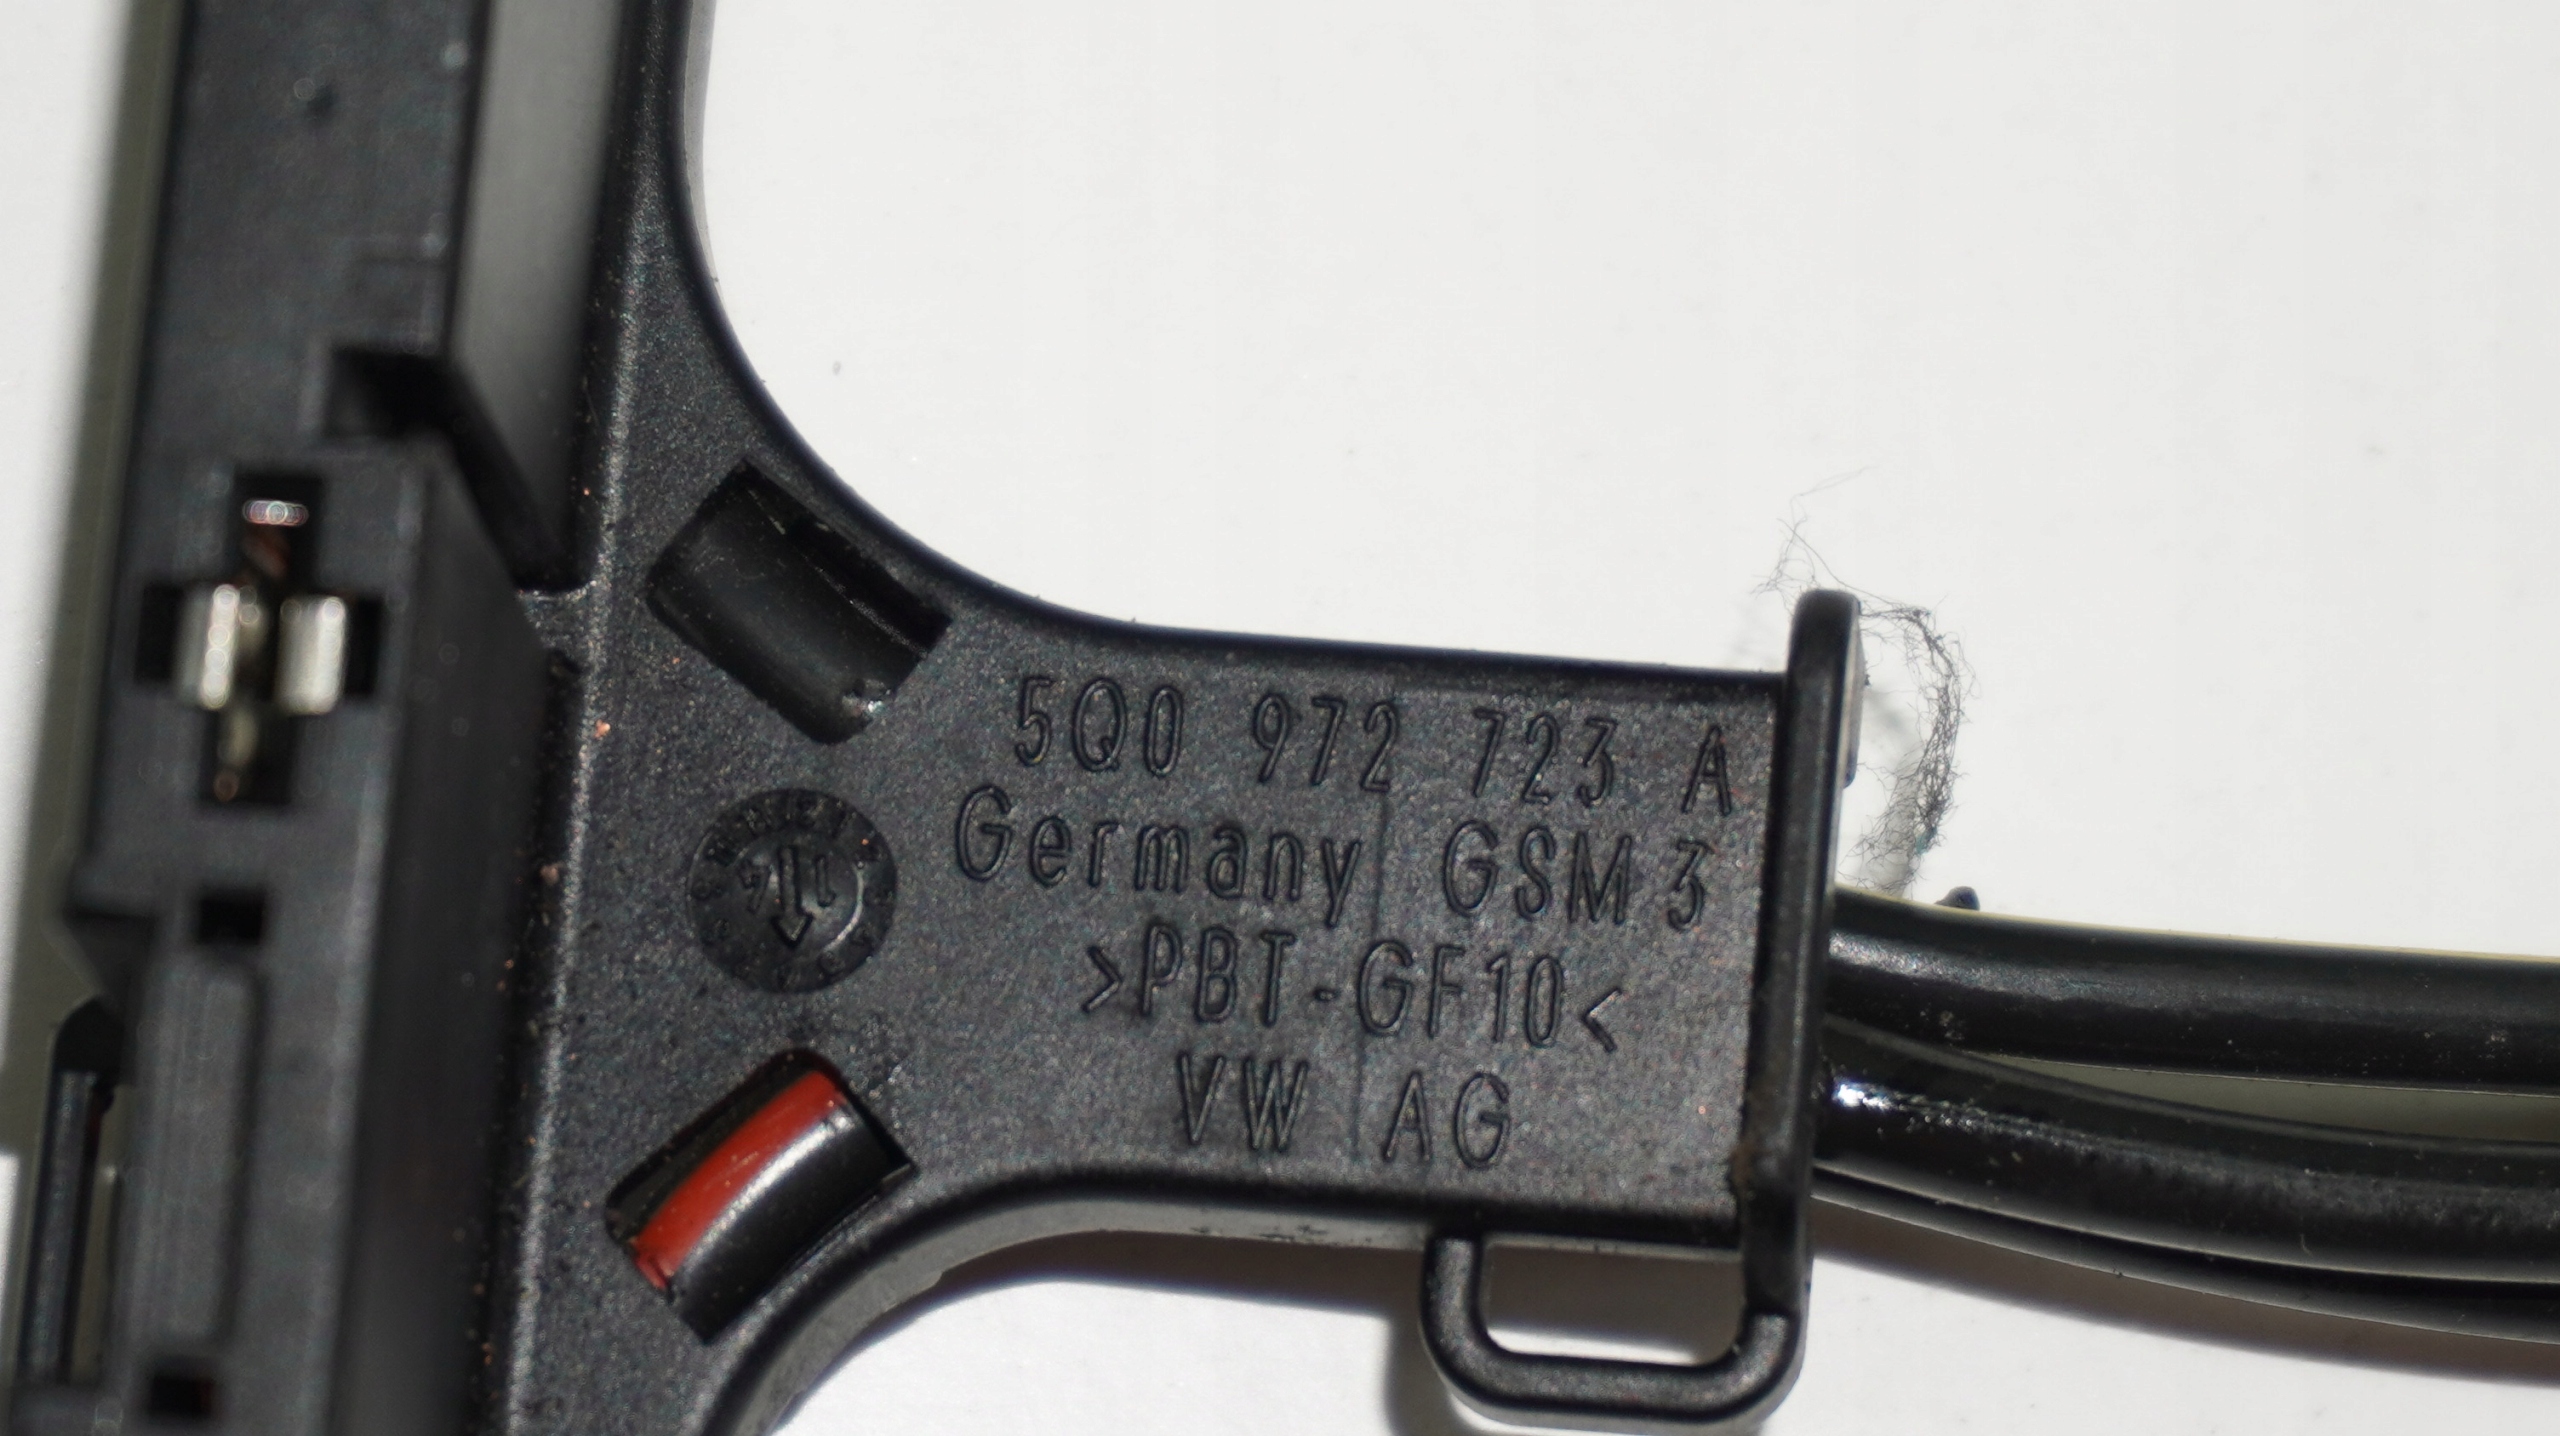 5Q0 972 723 A
Germany GSM 3
>PBT-GF10<
VW AG